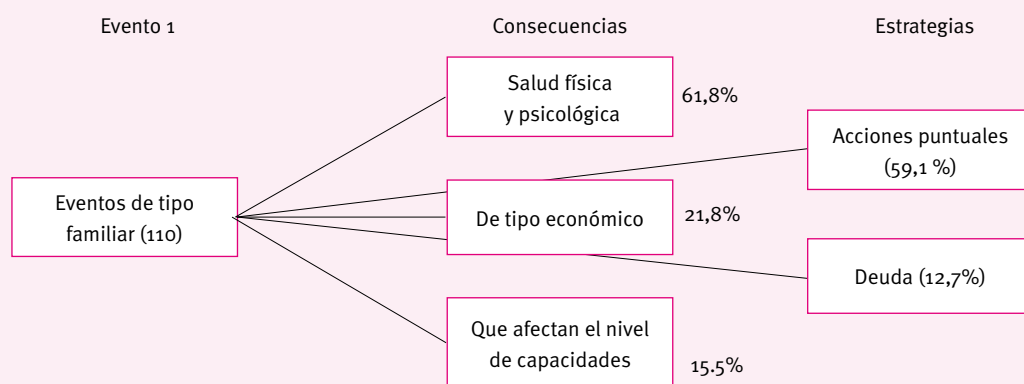 Evento 1
Consecuencias
Estrategias
Salud física
y psicológica
61,8%
Acciones puntuales
(59,1 %)
Eventos de tipo
familiar (110)
De tipo económico
21,8%
Deuda (12,7%)
Que afectan el nivel
de capacidades
15.5%